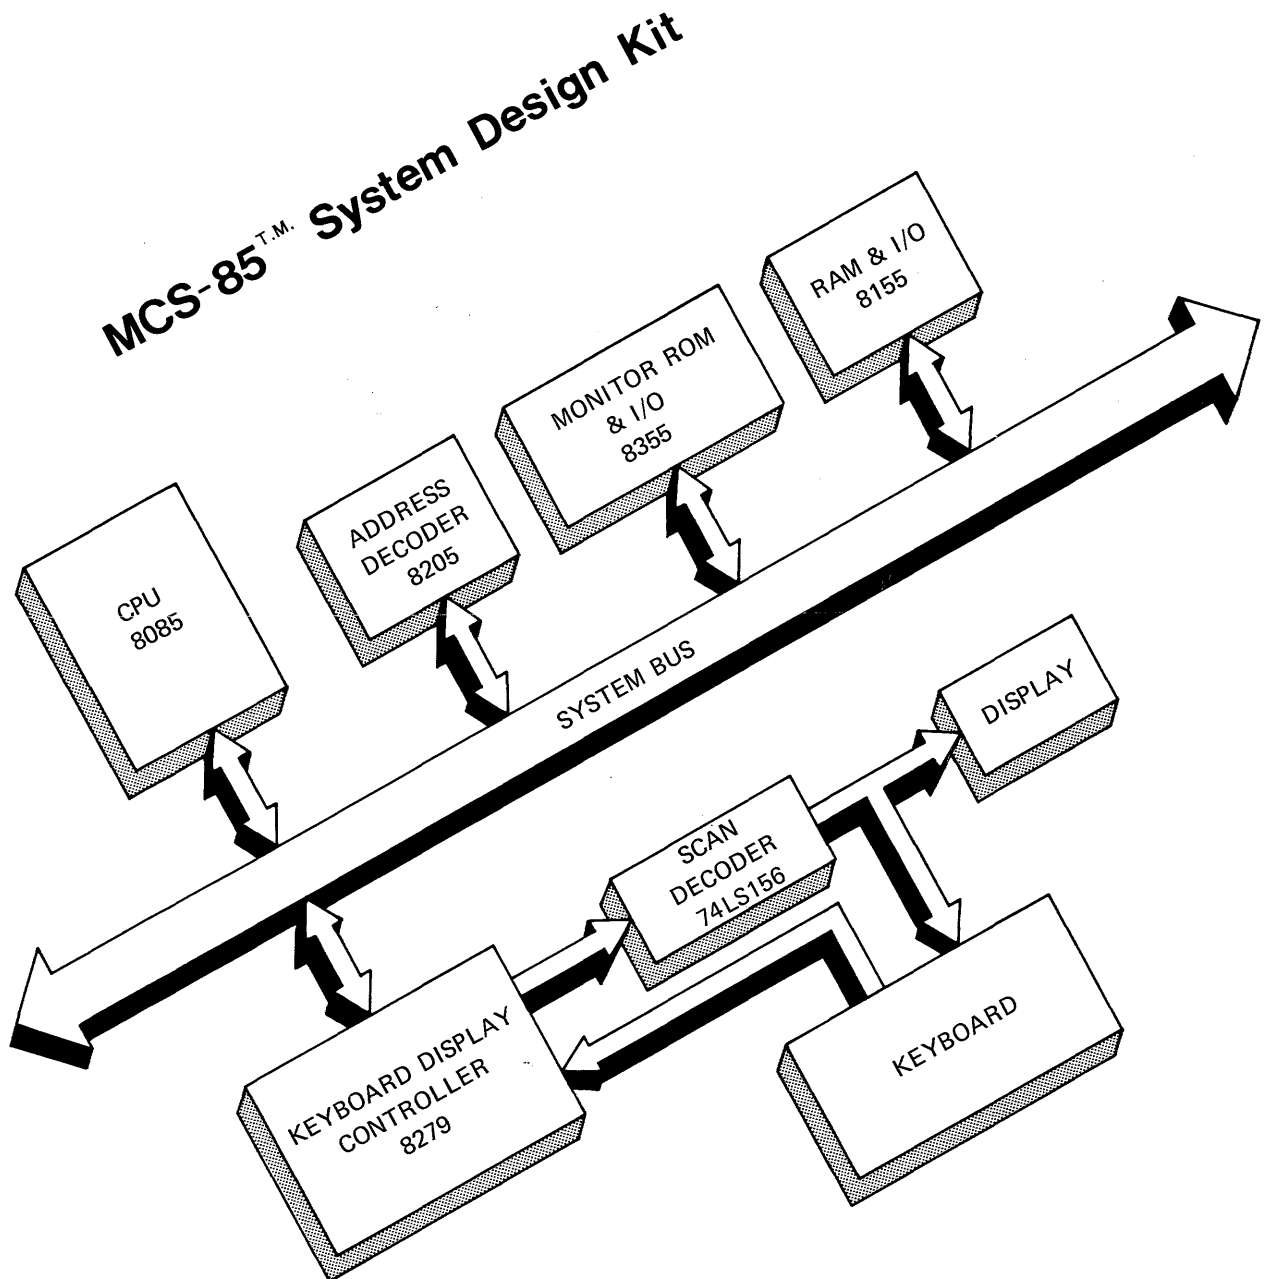 MCS-85 T.M. System Design Kit
RAM & I/O
8155
MONITOR ROM
& I/O
8355
ADDRESS
DECODER
8205
CPU
8085
SYSTEM BUS
DISPLAY
SCAN
DECODER
74LS156
KEYBOARD
KEYBOARD DISPLAY
CONTROLLER
8279